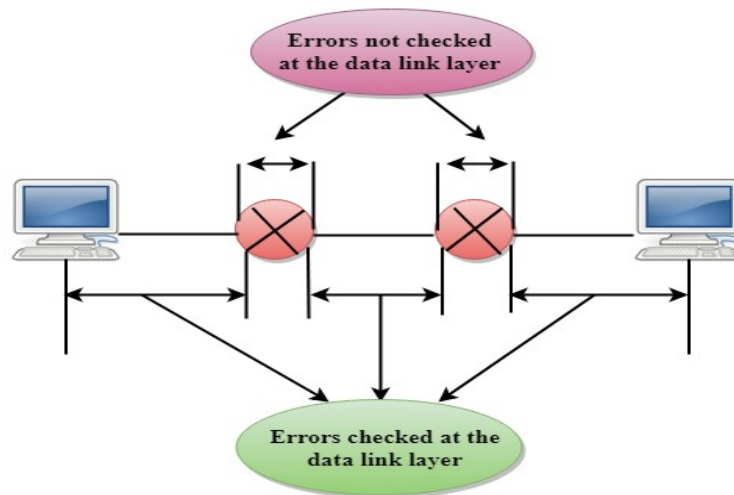 Errors not checked
at the data link layer
Errors checked at the
data link layer